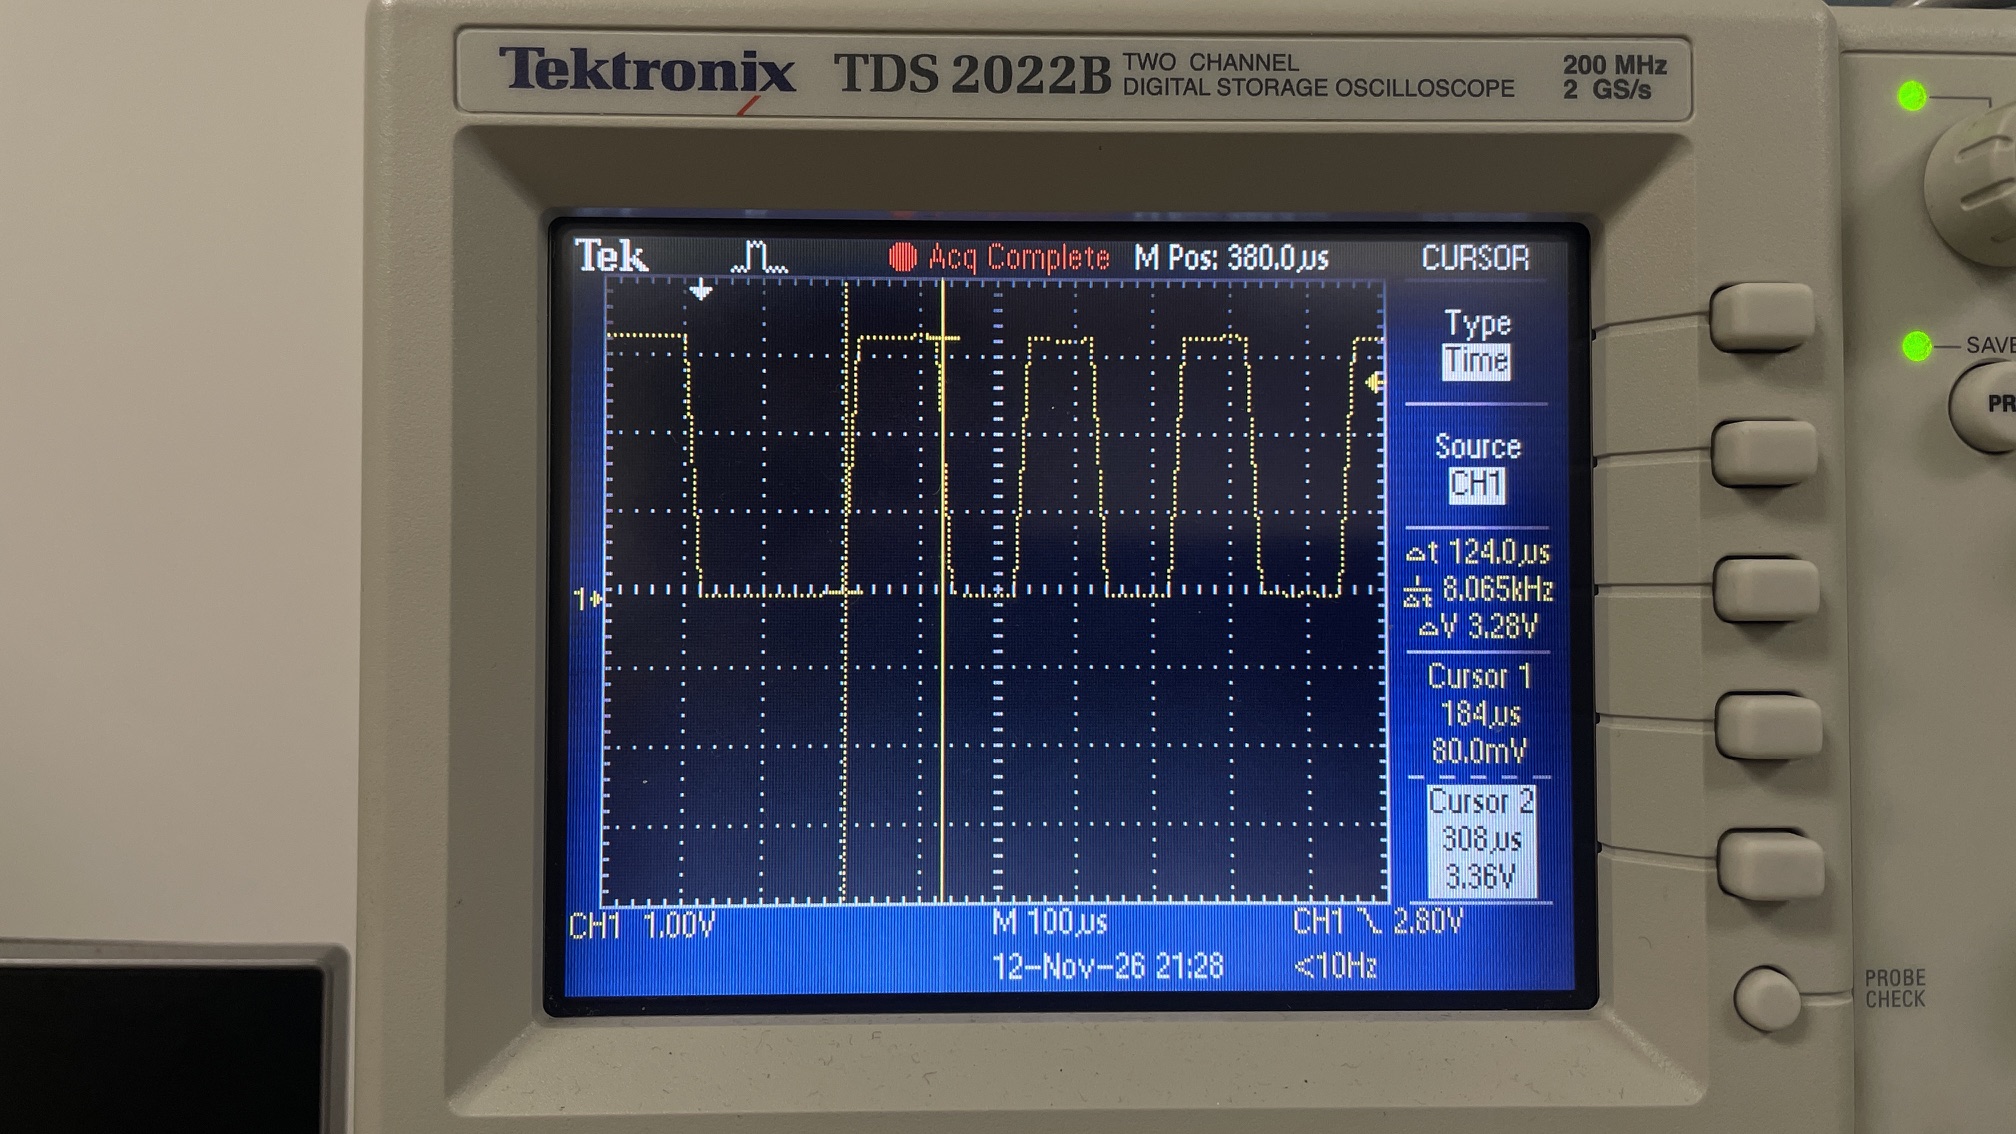 Tektronix TDS 2022B TWO CHANNEL DIGITAL STORAGE OSCILLOSCOPE 200 MHz 2 GS/s
Tek Acq Complete M Pos: 380.0µs CURSOR
Type
Time
SAVE
PR
Source
CH1
Δt 124.0µs
1/Δt 8.065kHz
ΔV 3.28V
1
Cursor 1
184µs
80.0mV
Cursor 2
308µs
3.36V
CH1 1.00V M 100µs CH1 2.80V
12-Nov-26 21:28 <10Hz
PROBE
CHECK